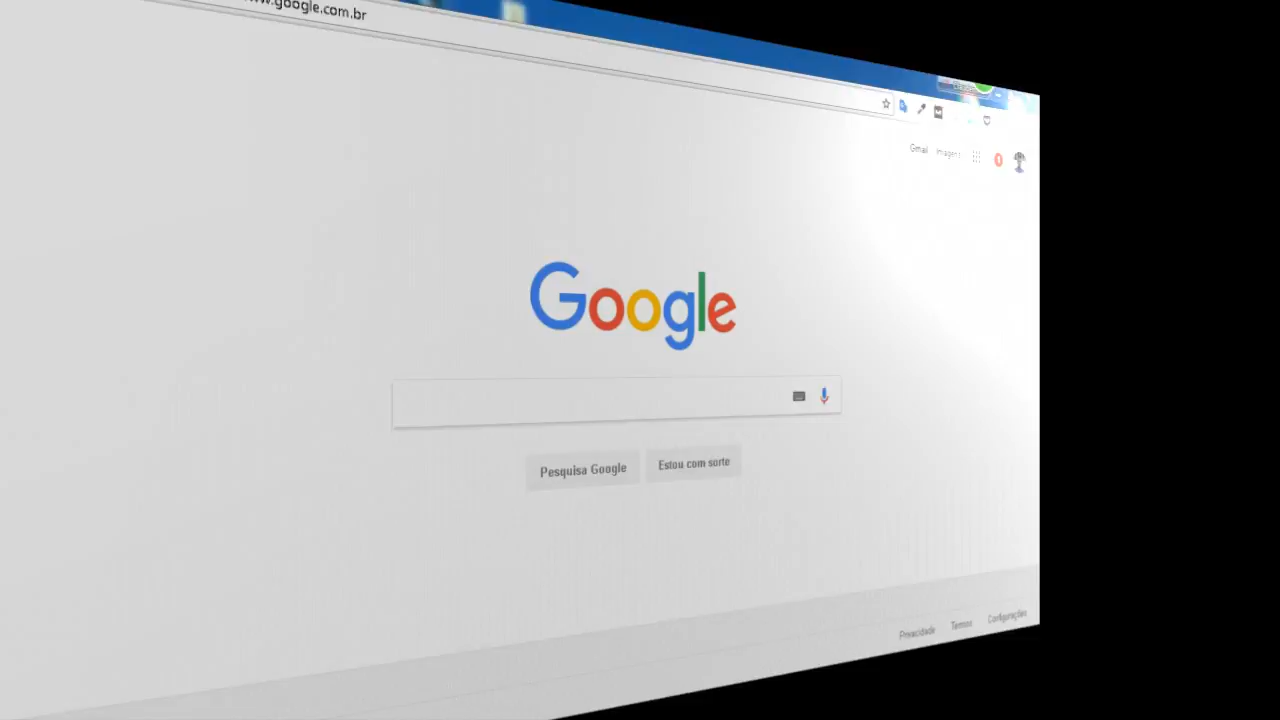 www.google.com.br
Gmail Imagens
Google
Pesquisa Google Estou com sorte
Privacidade Termos Configurações